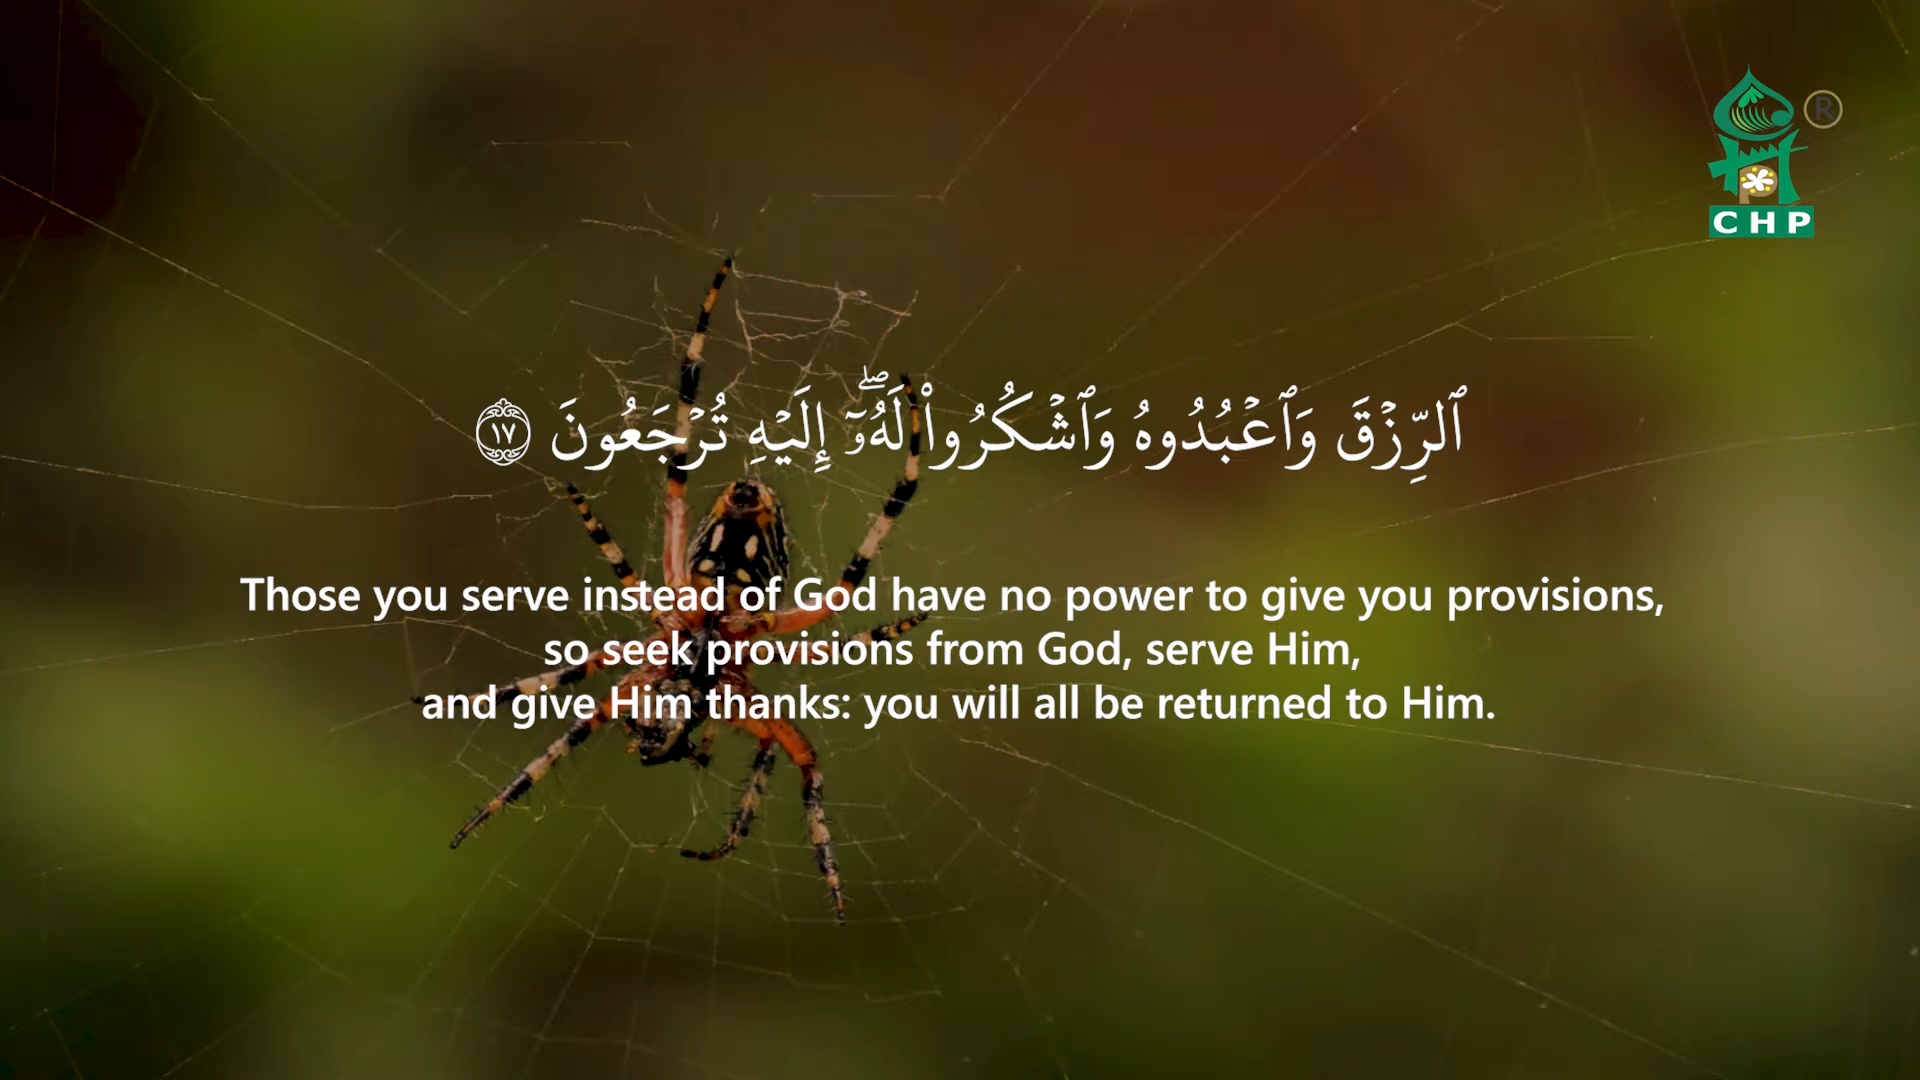 ®
CHP
ٱلرِّزۡقَ وَٱعۡبُدُوهُ وَٱشۡكُرُواْ لَهُۥٓۖ إِلَيۡهِ تُرۡجَعُونَ ١٧
Those you serve instead of God have no power to give you provisions,
so seek provisions from God, serve Him,
and give Him thanks: you will all be returned to Him.